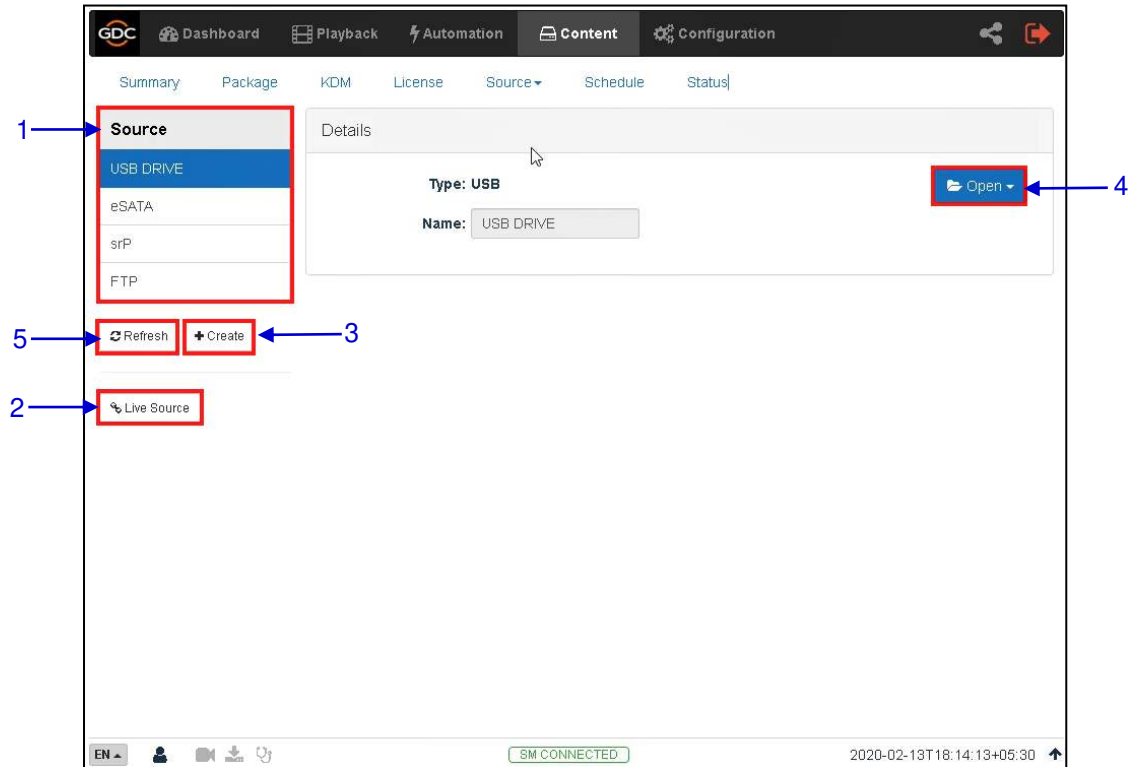 GDC Dashboard Playback Automation Content Configuration
Summary Package KDM License Source Schedule Status
1
Source
USB DRIVE
eSATA
srP
FTP
Details
Type: USB
Name: USB DRIVE
Open
4
5
Refresh
Create
3
2
Live Source
EN
SM CONNECTED
2020-02-13T18:14:13+05:30